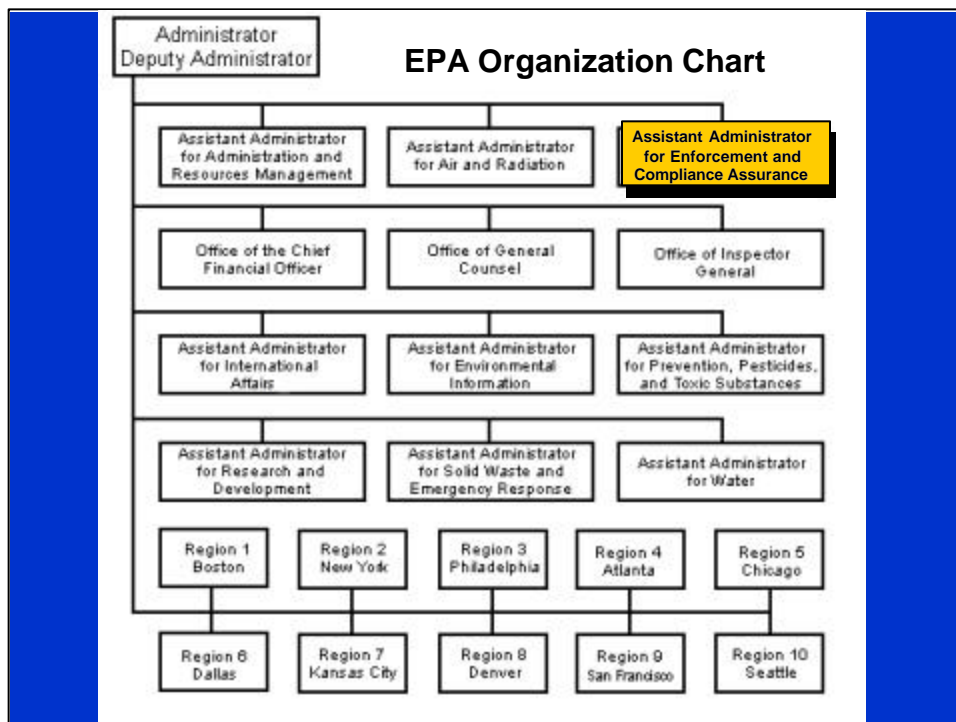 Administrator
Deputy Administrator
EPA Organization Chart
Assistant Administrator
for Administration and
Resources Management
Assistant Administrator
for Air and Radiation
Assistant Administrator
for Enforcement and
Compliance Assurance
Office of the Chief
Financial Officer
Office of General
Counsel
Office of Inspector
General
Assistant Administrator
for International
Affairs
Assistant Administrator
for Environmental
Information
Assistant Administrator
for Prevention, Pesticides,
and Toxic Substances
Assistant Administrator
for Research and
Development
Assistant Administrator
for Solid Waste and
Emergency Response
Assistant Administrator
for Water
Region 1
Boston
Region 2
New York
Region 3
Philadelphia
Region 4
Atlanta
Region 5
Chicago
Region 6
Dallas
Region 7
Kansas City
Region 8
Denver
Region 9
San Francisco
Region 10
Seattle